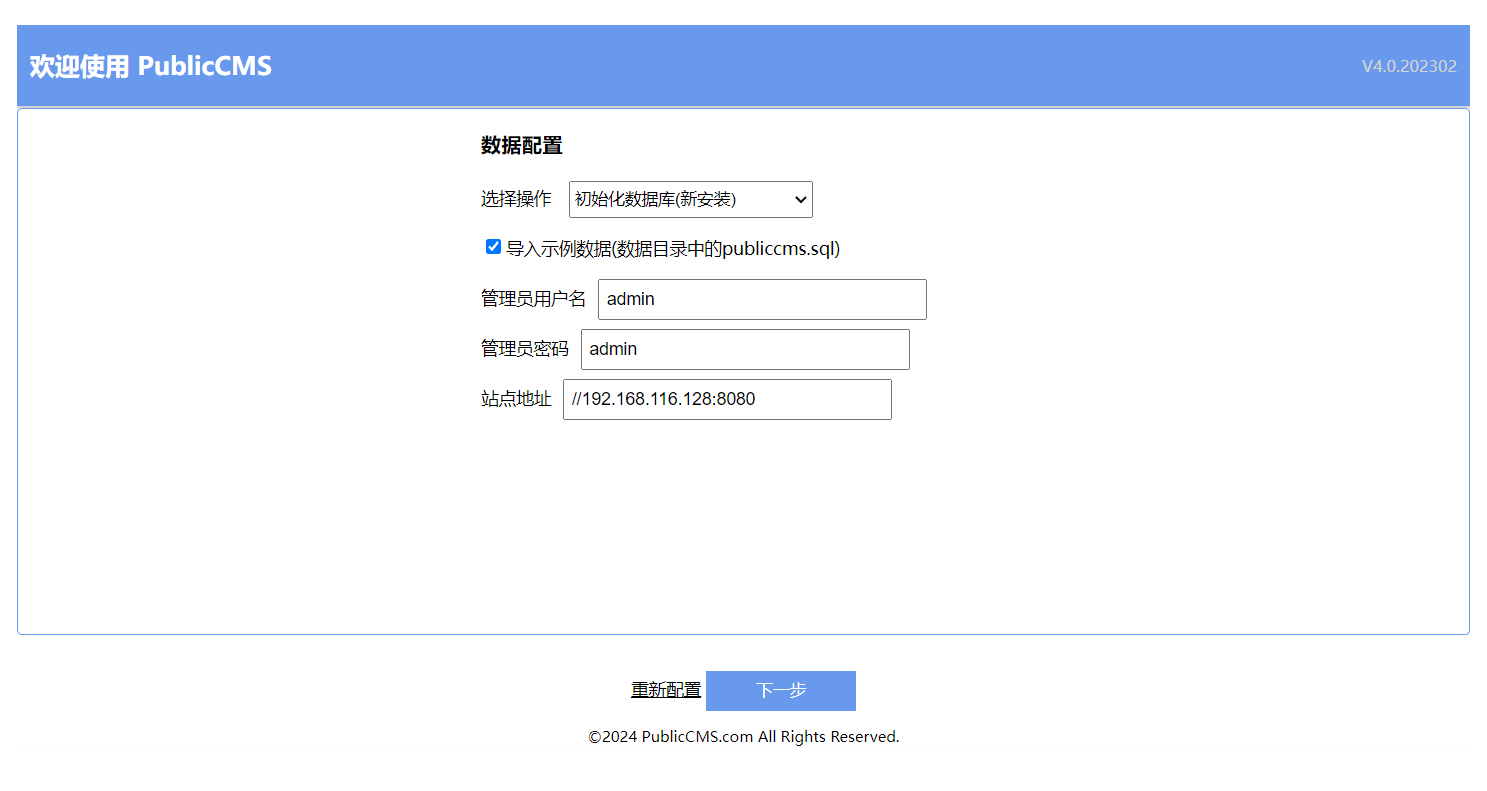 欢迎使用 PublicCMS V4.0.202302
数据配置
选择操作 初始化数据库(新安装)
导入示例数据(数据目录中的publiccms.sql)
管理员用户名 admin
管理员密码 admin
站点地址 //192.168.116.128:8080
重新配置 下一步
©2024 PublicCMS.com All Rights Reserved.